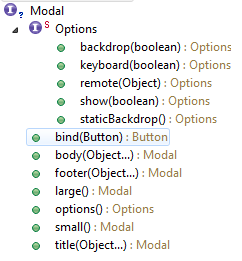 Modal
S Options
backdrop(boolean) : Options
keyboard(boolean) : Options
remote(Object) : Options
show(boolean) : Options
staticBackdrop() : Options
bind(Button) : Button
body(Object...) : Modal
footer(Object...) : Modal
large() : Modal
options() : Modal
small() : Modal
title(Object...) : Modal